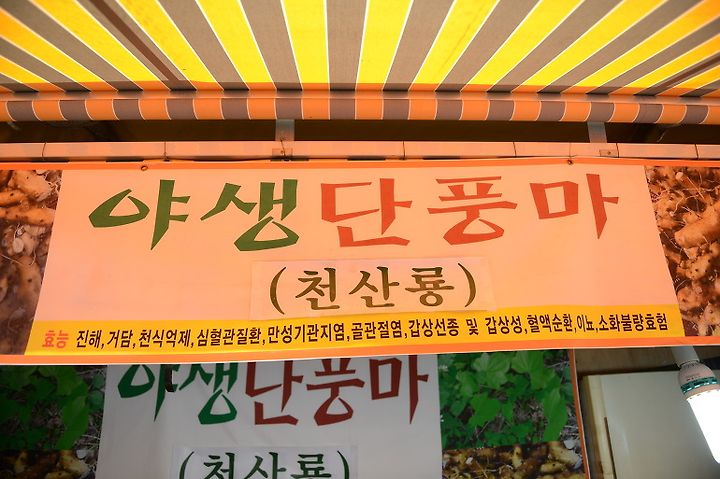 야생단풍마
(천산룡)
효능 진해,거담,천식억제,심혈관질환,만성기관지염,골관절염,갑상선종 및 갑상성,혈액순환,이뇨,소화불량효험
야생단풍마
(천산룡)